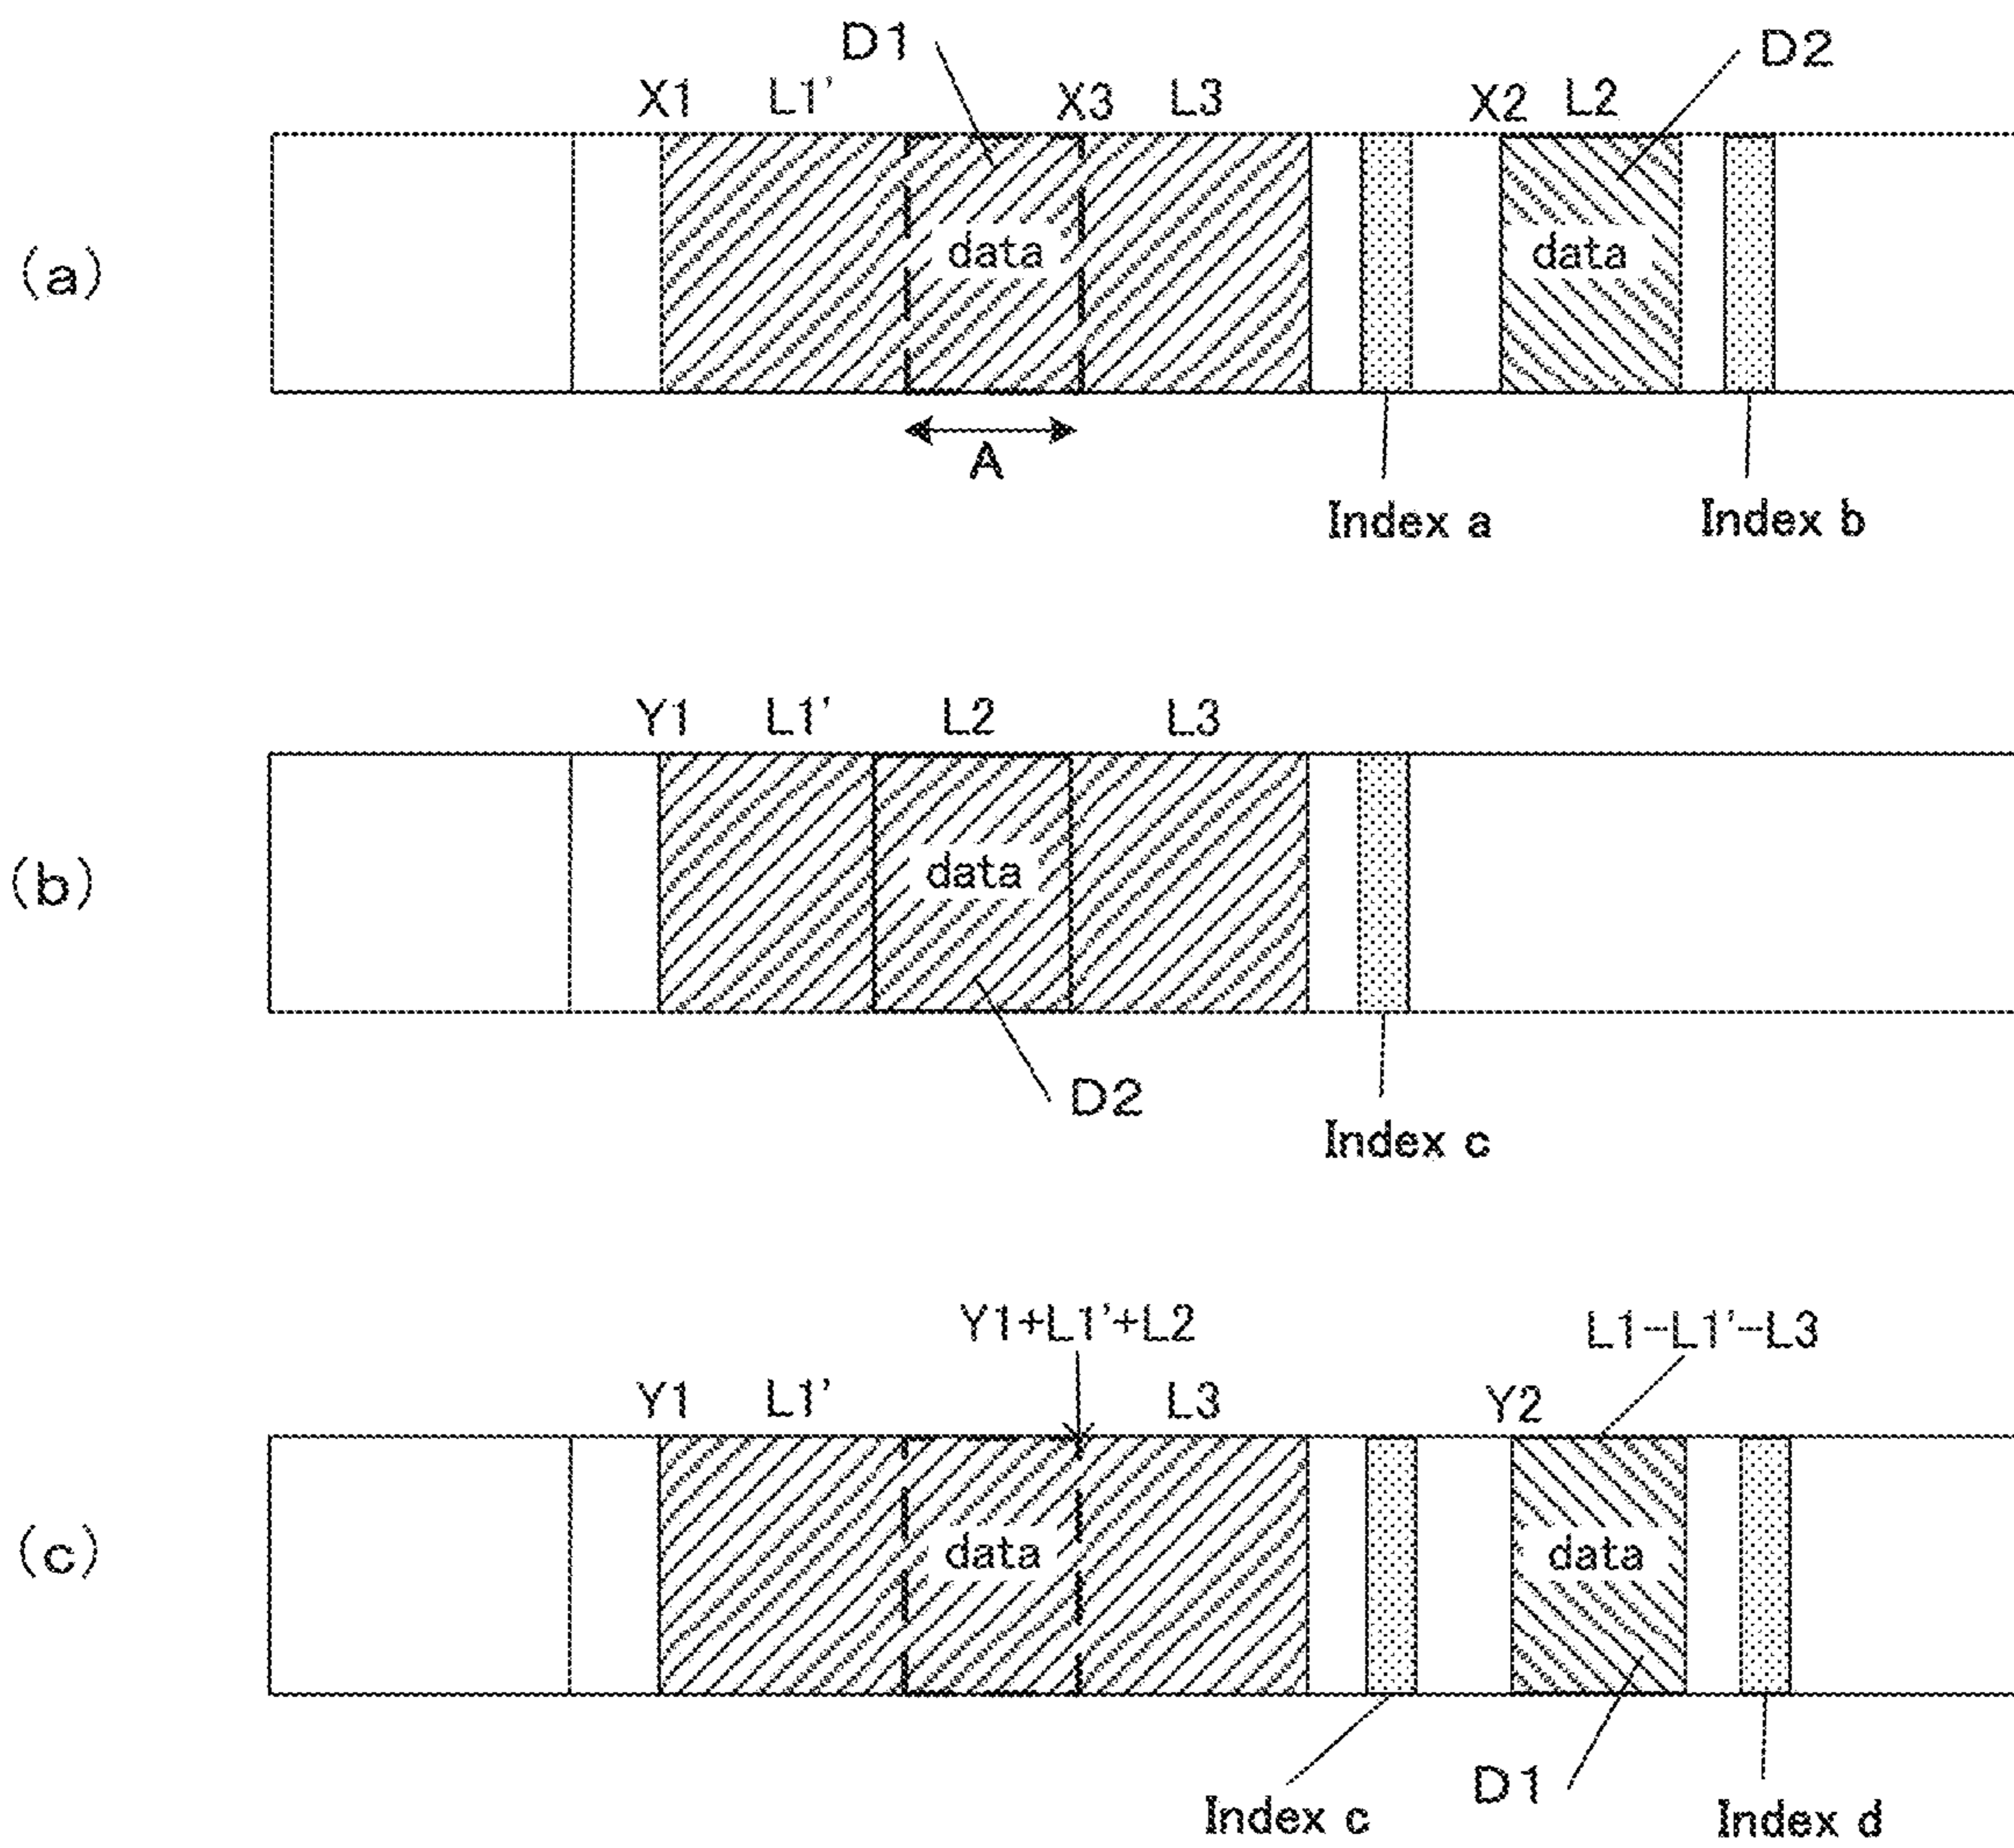 D1
D2
X1 L1' X3 L3 X2 L2
(a)
data
data
A
Index a
Index b
Y1 L1' L2 L3
(b)
data
D2
Index c
Y1+L1'+L2
L1-L1'-L3
Y1 L1' L3 Y2
(c)
data
data
D1
Index c
Index d